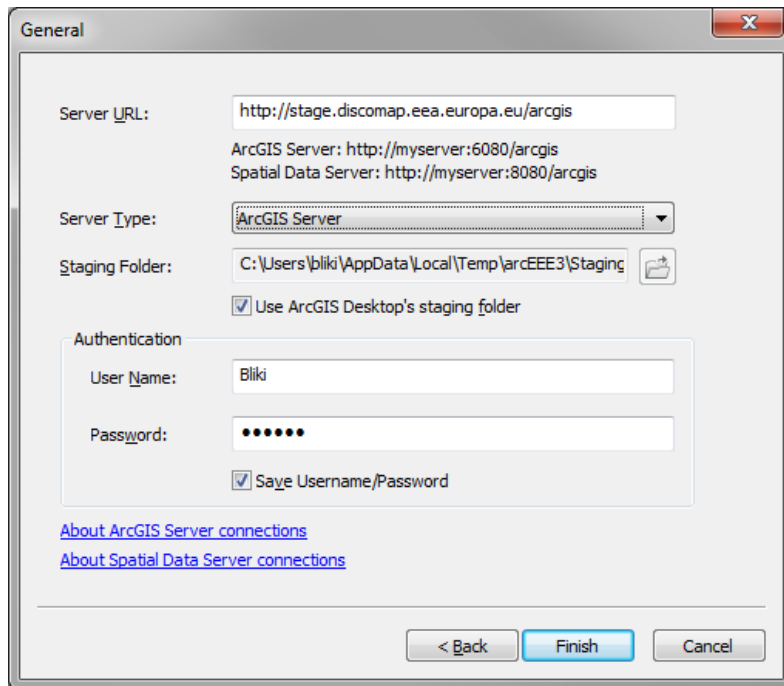 General
Server URL: http://stage.discomap.eea.europa.eu/arcgis
ArcGIS Server: http://myserver:6080/arcgis
Spatial Data Server: http://myserver:8080/arcgis
Server Type: ArcGIS Server
Staging Folder: C:\Users\bliki\AppData\Local\Temp\arcEEE3\Staging
Use ArcGIS Desktop's staging folder
Authentication
User Name: Bliki
Password: ••••••
Save Username/Password
About ArcGIS Server connections
About Spatial Data Server connections
< Back Finish Cancel